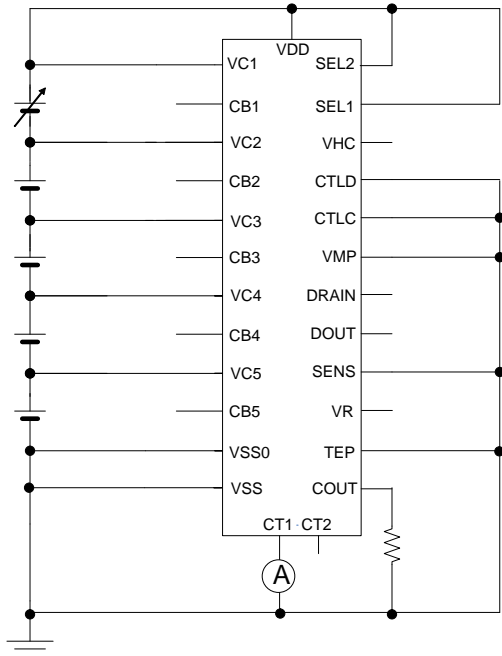 VDD
VC1 SEL2
CB1 SEL1
VC2 VHC
CB2 CTLD
VC3 CTLC
CB3 VMP
VC4 DRAIN
CB4 DOUT
VC5 SENS
CB5 VR
VSS0 TEP
VSS COUT
CT1 CT2
A